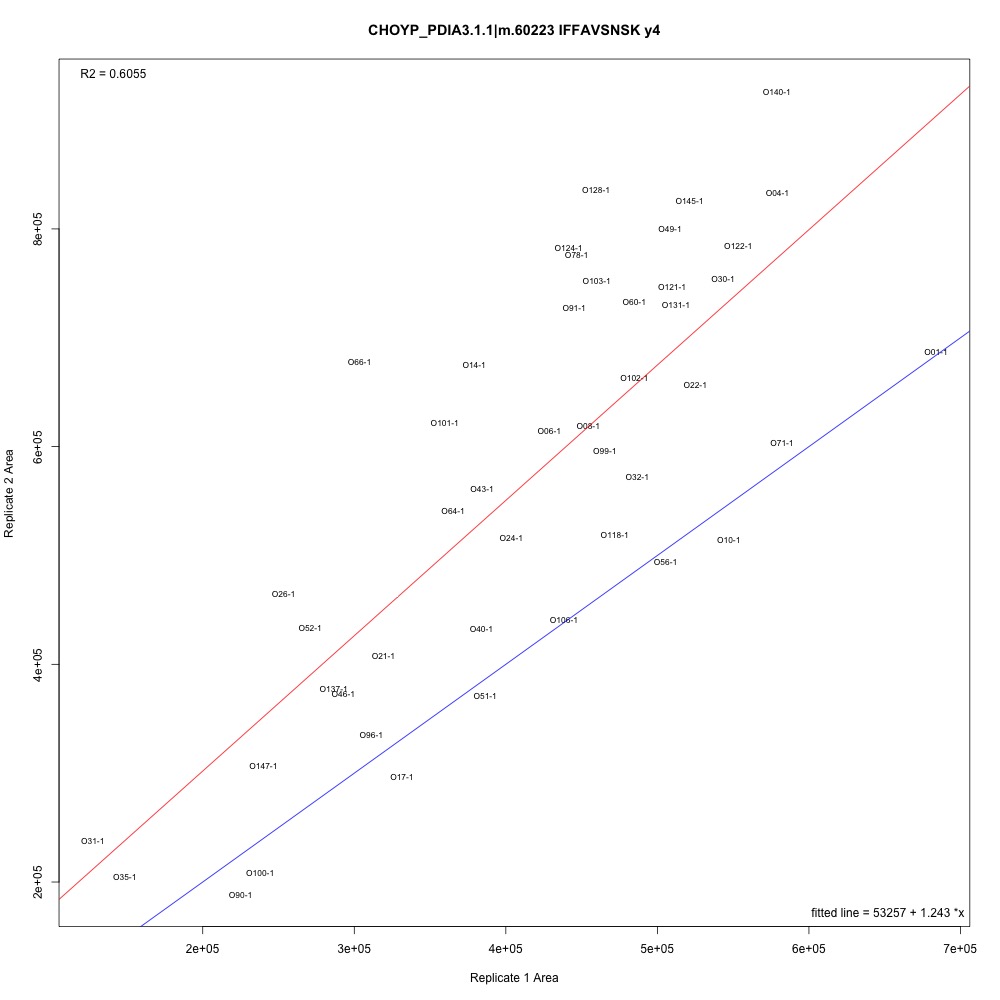 CHOYP_PDIA3.1.1|m.60223 IFFAVSNSK y4
R2 = 0.6055
O140-1
O128-1
O04-1
O145-1
O49-1
O122-1
O124-1
O78-1
O103-1
O30-1
O121-1
O60-1
O131-1
O91-1
O01-1
O66-1
O14-1
O102-1
O22-1
O101-1
O08-1
O06-1
O71-1
O99-1
O32-1
O43-1
O64-1
O24-1
O118-1
O10-1
O56-1
O26-1
O106-1
O52-1
O40-1
O21-1
O137-1
O46-1
O51-1
O96-1
O147-1
O17-1
O31-1
O35-1
O100-1
O90-1
fitted line = 53257 + 1.243 *x
8e+05
6e+05
4e+05
2e+05
Replicate 2 Area
2e+05 3e+05 4e+05 5e+05 6e+05 7e+05
Replicate 1 Area